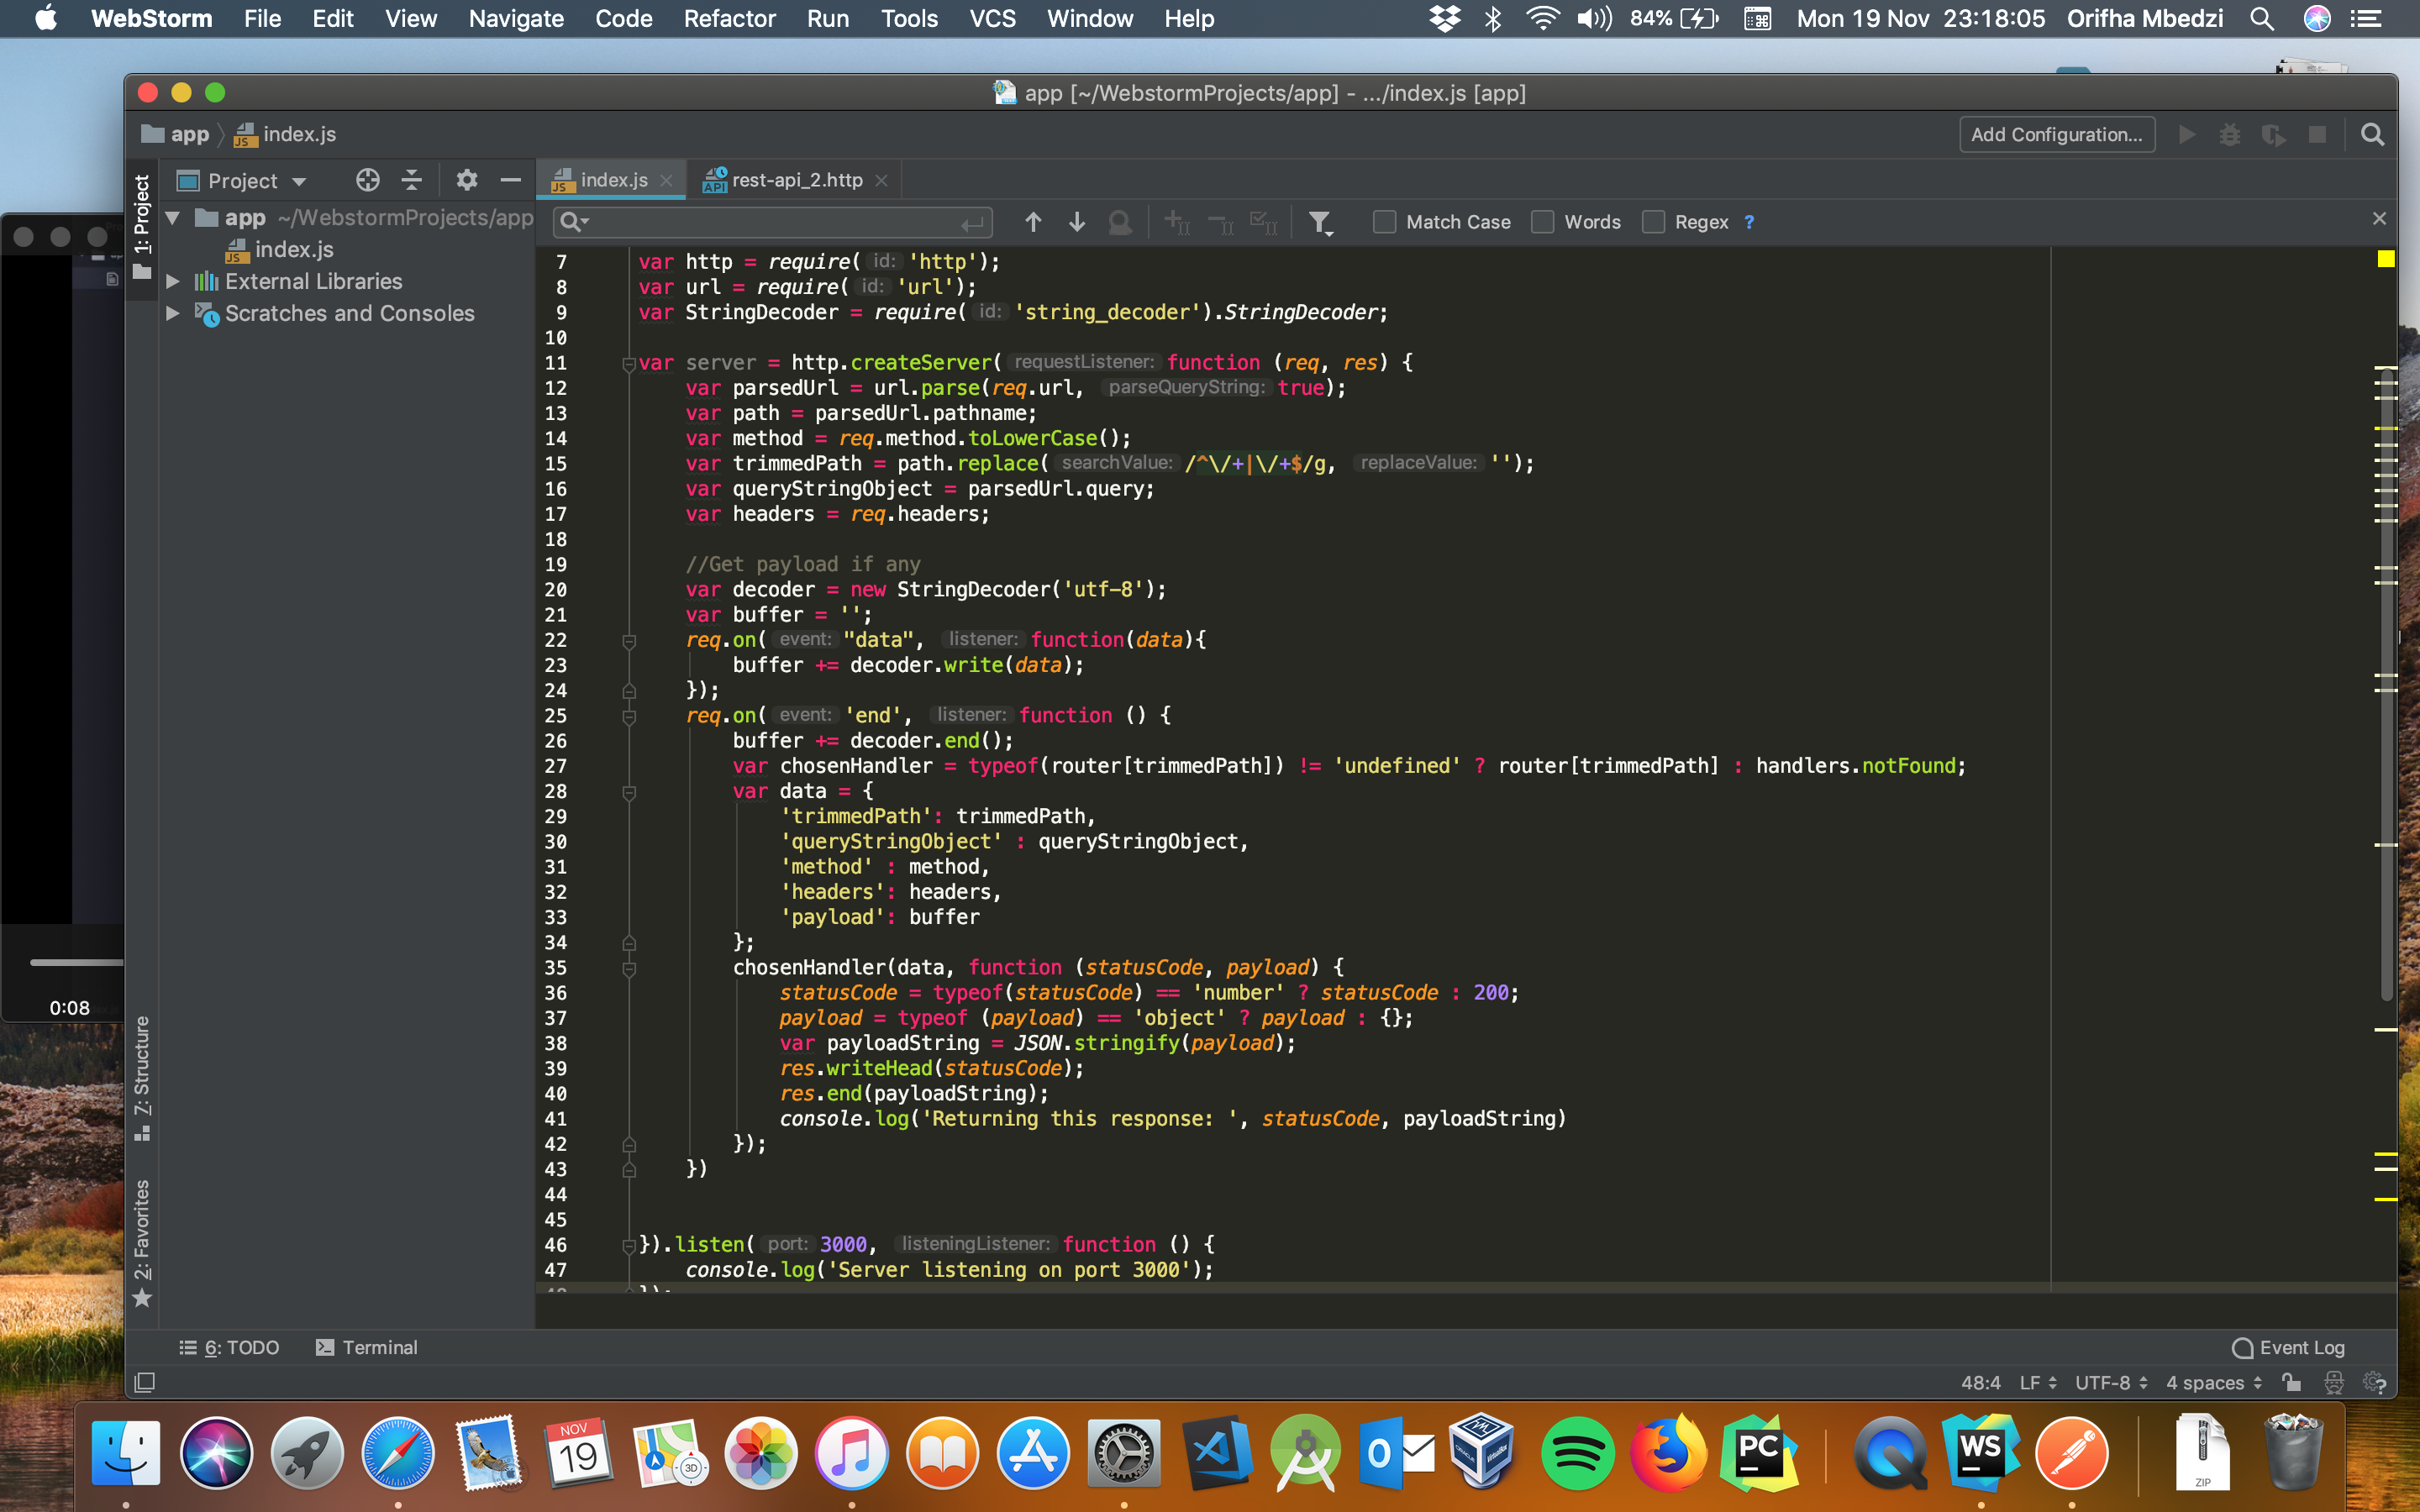 WebStorm File Edit View Navigate Code Refactor Run Tools VCS Window Help 84% Mon 19 Nov 23:18:05 Orifha Mbedzi
app [~/WebstormProjects/app] - .../index.js [app]
app index.js Add Configuration...
1: Project
Project
index.js
rest-api_2.http
app ~/WebstormProjects/app
index.js
External Libraries
Scratches and Consoles
Match Case Words Regex ?
7 var http = require( id: 'http');
8 var url = require( id: 'url');
9 var StringDecoder = require( id: 'string_decoder').StringDecoder;
10
11 var server = http.createServer( requestListener: function (req, res) {
12 var parsedUrl = url.parse(req.url, parseQueryString: true);
13 var path = parsedUrl.pathname;
14 var method = req.method.toLowerCase();
15 var trimmedPath = path.replace( searchValue: /^\/+|\/+$/g, replaceValue: '');
16 var queryStringObject = parsedUrl.query;
17 var headers = req.headers;
18
19 //Get payload if any
20 var decoder = new StringDecoder('utf-8');
21 var buffer = '';
22 req.on( event: "data", listener: function(data){
23 buffer += decoder.write(data);
24 });
25 req.on( event: 'end', listener: function () {
26 buffer += decoder.end();
27 var chosenHandler = typeof(router[trimmedPath]) != 'undefined' ? router[trimmedPath] : handlers.notFound;
28 var data = {
29 'trimmedPath': trimmedPath,
30 'queryStringObject' : queryStringObject,
31 'method' : method,
32 'headers': headers,
33 'payload': buffer
34 };
35 chosenHandler(data, function (statusCode, payload) {
36 statusCode = typeof(statusCode) == 'number' ? statusCode : 200;
37 payload = typeof (payload) == 'object' ? payload : {};
38 var payloadString = JSON.stringify(payload);
39 res.writeHead(statusCode);
40 res.end(payloadString);
41 console.log('Returning this response: ', statusCode, payloadString)
42 });
43 })
44
45
46 }).listen( port: 3000, listeningListener: function () {
47 console.log('Server listening on port 3000');
0:08
7: Structure
2: Favorites
6: TODO Terminal Event Log
48:4 LF UTF-8 4 spaces
NOV
19
3D
PC
WS
ZIP